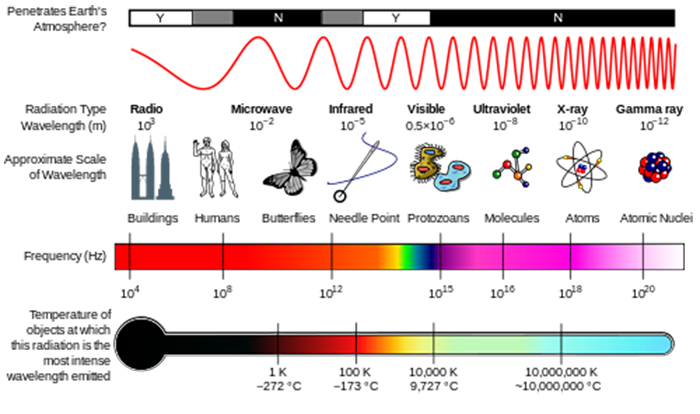 Penetrates Earth's
Atmosphere?
Y N Y N
Radiation Type
Wavelength (m)
Radio Microwave Infrared Visible Ultraviolet X-ray Gamma ray
10³ 10⁻² 10⁻⁵ 0.5×10⁻⁶ 10⁻⁸ 10⁻¹⁰ 10⁻¹²
Approximate Scale
of Wavelength
Buildings Humans Butterflies Needle Point Protozoans Molecules Atoms Atomic Nuclei
Frequency (Hz)
10⁴ 10⁸ 10¹² 10¹⁵ 10¹⁶ 10¹⁸ 10²⁰
Temperature of
objects at which
this radiation is the
most intense
wavelength emitted
1 K 100 K 10,000 K 10,000,000 K
−272 °C −173 °C 9,727 °C ~10,000,000 °C